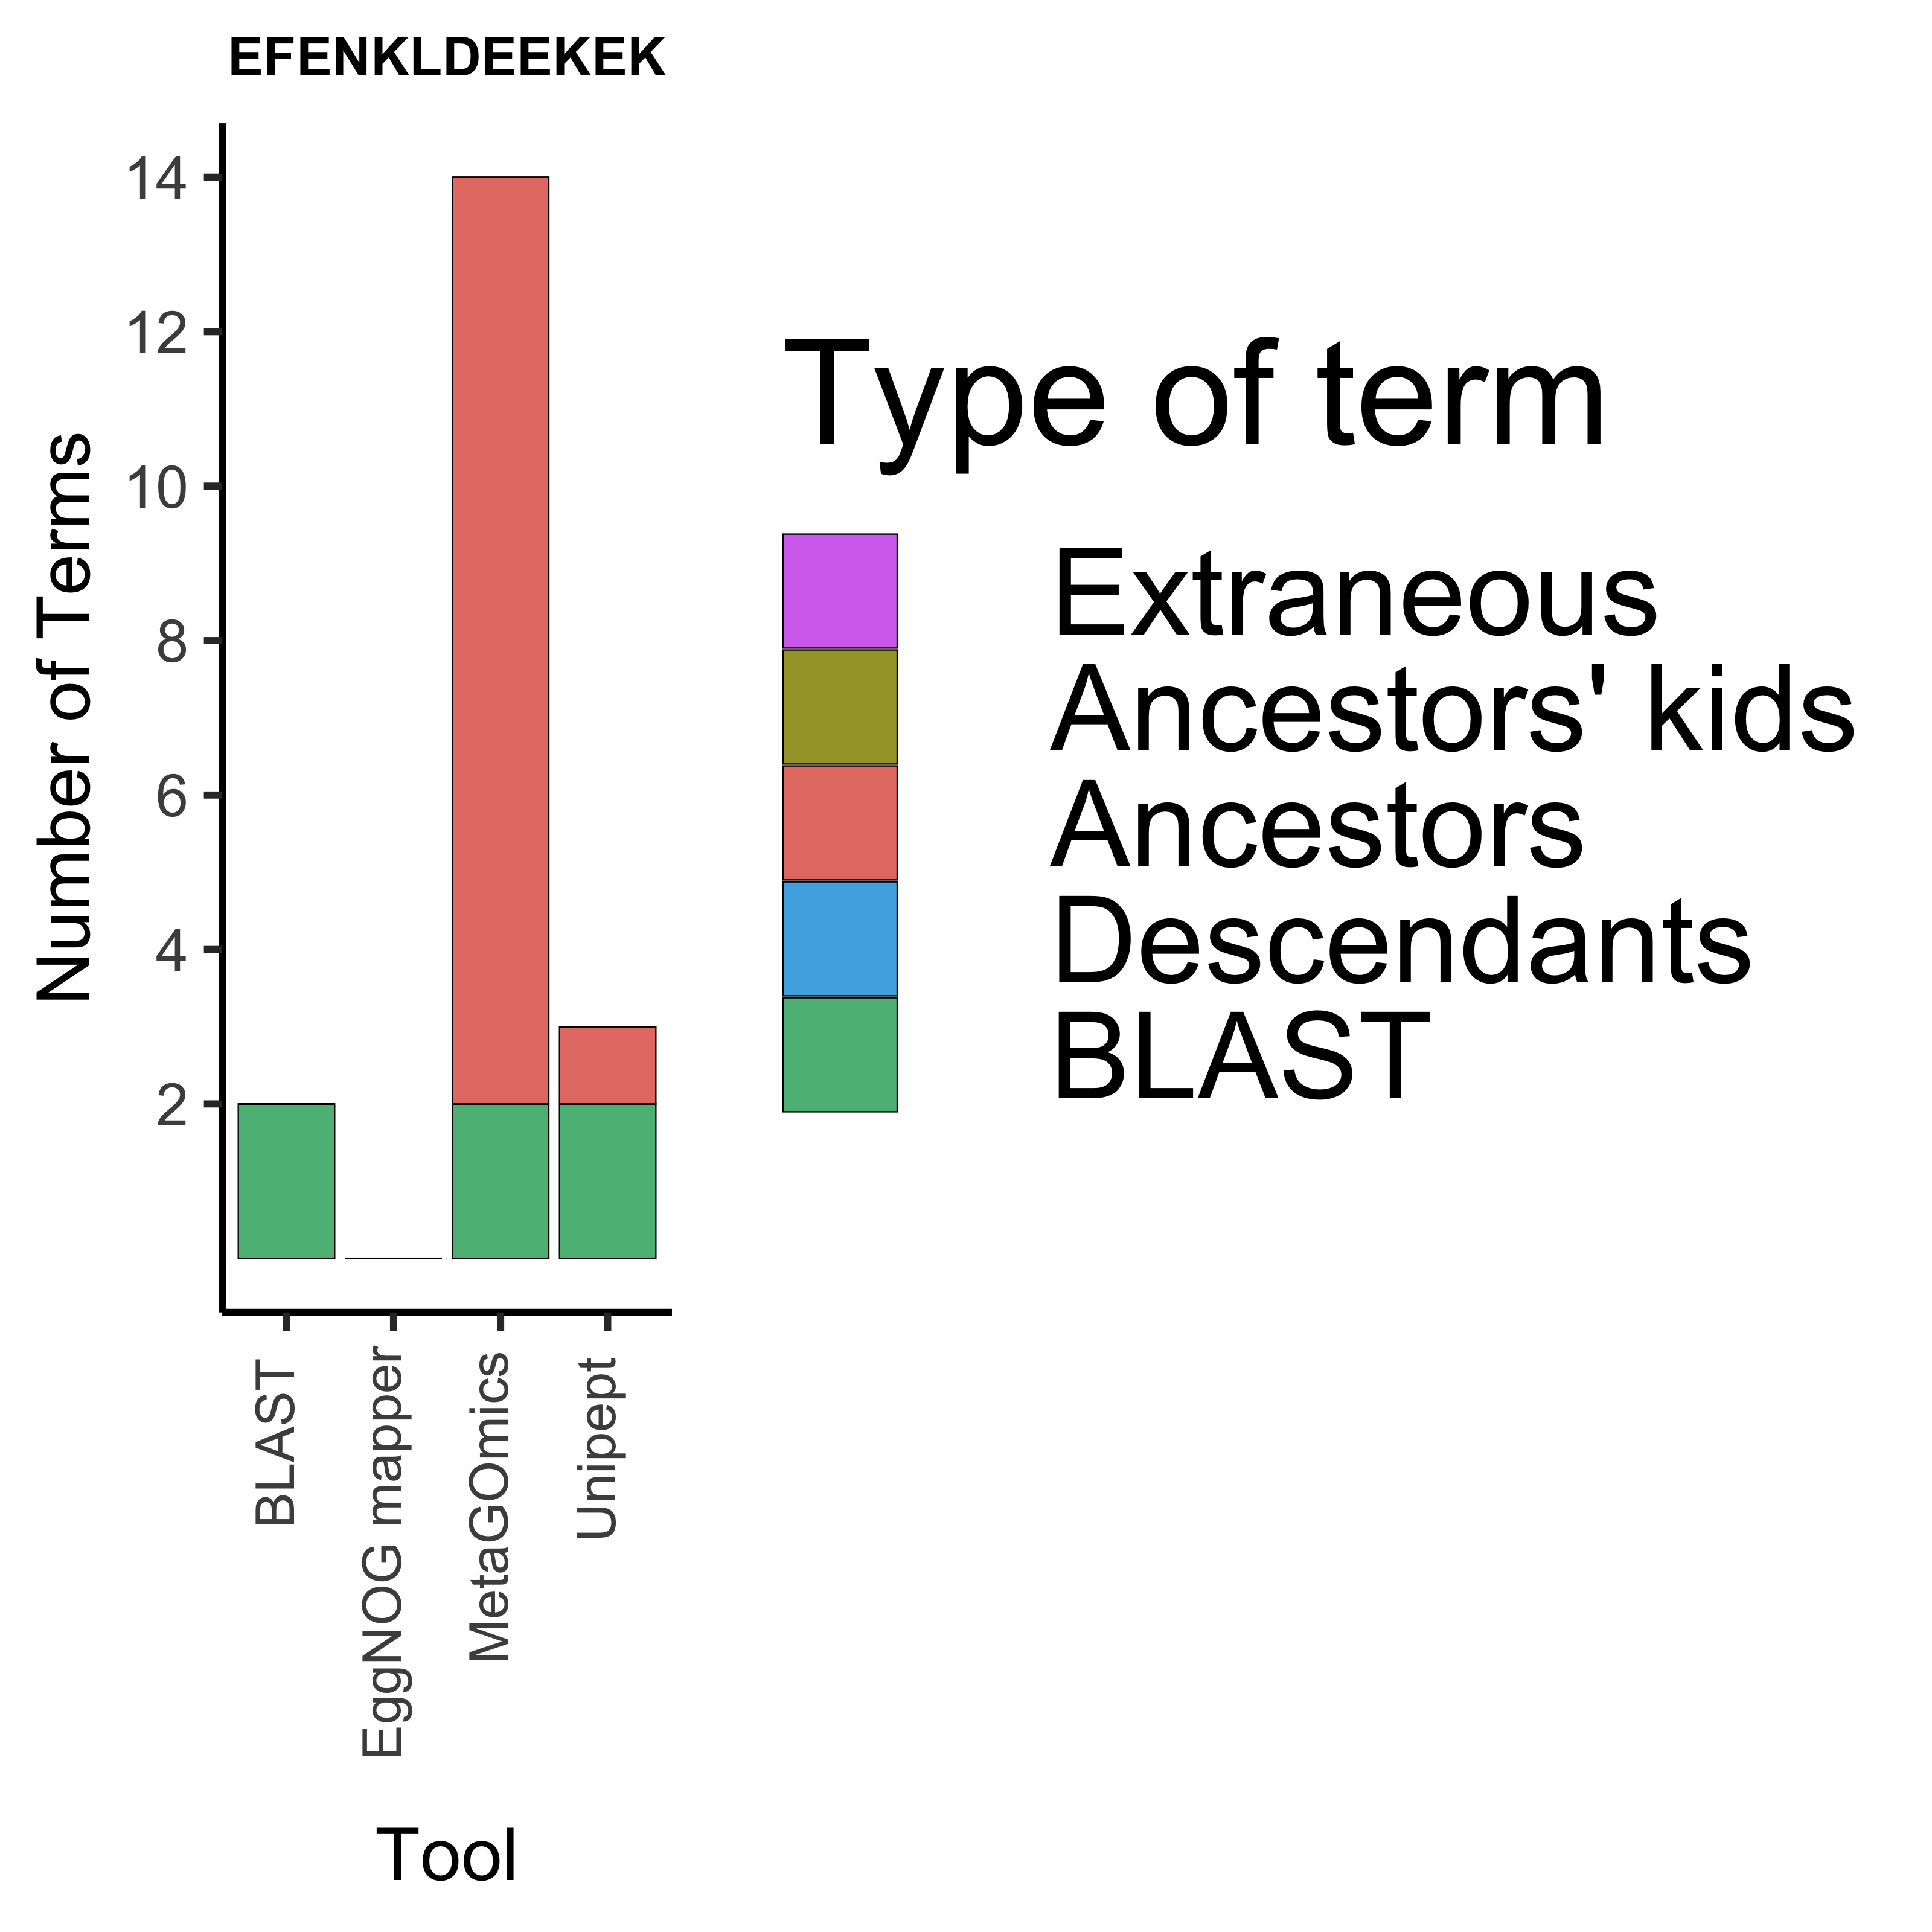 EFENKLDEEKEK
Number of Terms
14
12
10
8
6
4
2
BLAST
EggNOG mapper
MetaGOmics
Unipept
Tool
Type of term
Extraneous
Ancestors' kids
Ancestors
Descendants
BLAST